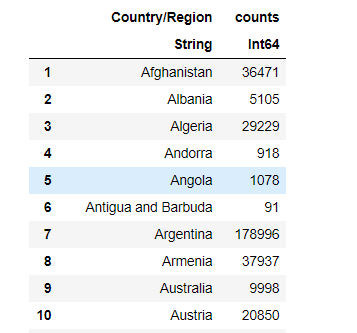 Country/Region counts
String Int64
1 Afghanistan 36471
2 Albania 5105
3 Algeria 29229
4 Andorra 918
5 Angola 1078
6 Antigua and Barbuda 91
7 Argentina 178996
8 Armenia 37937
9 Australia 9998
10 Austria 20850